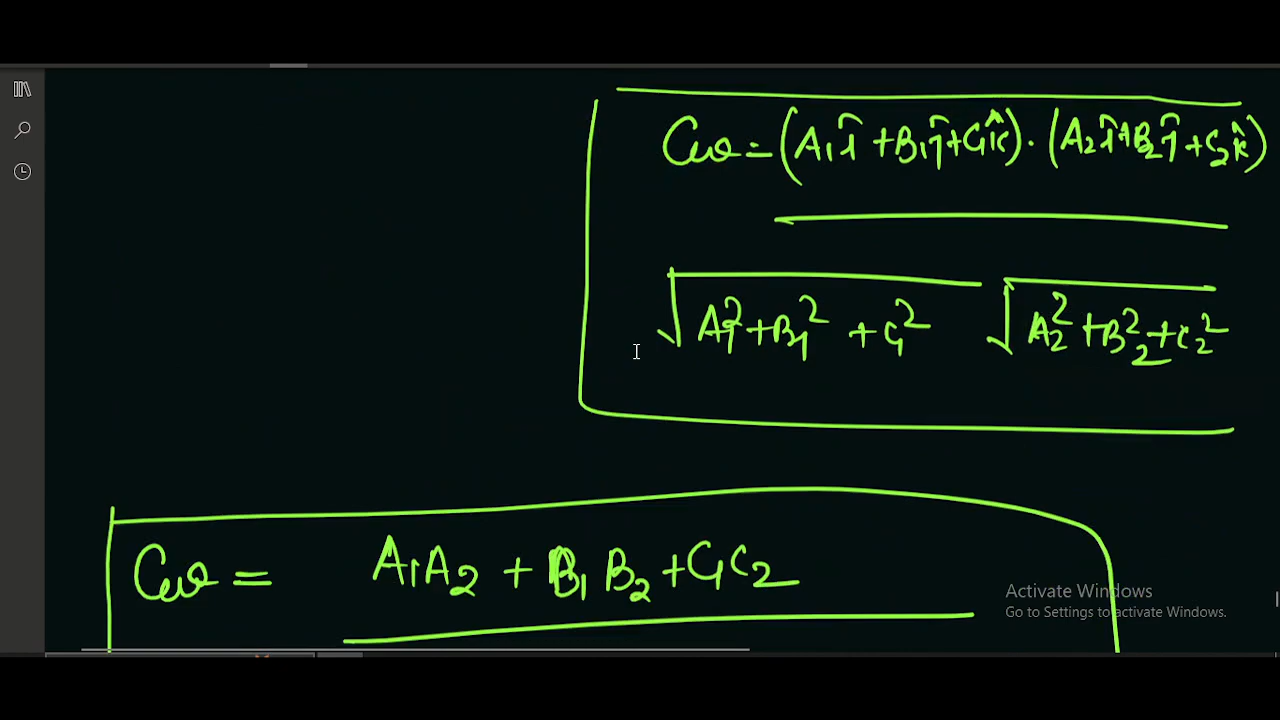 Cosθ = (A₁î + B₁ĵ + C₁k̂) · (A₂î + B₂ĵ + C₂k̂)
√A₁² + B₁² + C₁² √A₂² + B₂² + C₂²
Cosθ = A₁A₂ + B₁B₂ + C₁C₂
Activate Windows
Go to Settings to activate Windows.